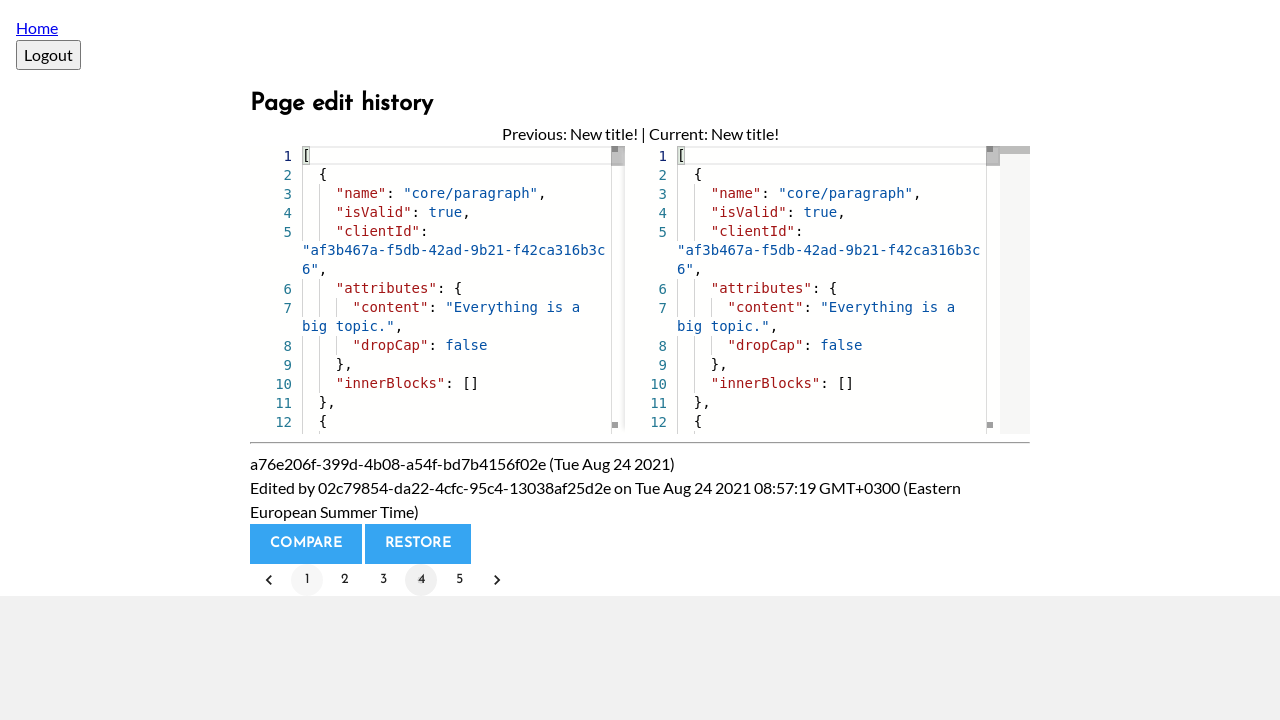 Home
Logout
Page edit history
Previous: New title! | Current: New title!
1 [
2 {
3 "name": "core/paragraph",
4 "isValid": true,
5 "clientId":
"af3b467a-f5db-42ad-9b21-f42ca316b3c
6",
6 "attributes": {
7 "content": "Everything is a
big topic.",
8 "dropCap": false
9 },
10 "innerBlocks": []
11 },
12 {
1 [
2 {
3 "name": "core/paragraph",
4 "isValid": true,
5 "clientId":
"af3b467a-f5db-42ad-9b21-f42ca316b3c
6",
6 "attributes": {
7 "content": "Everything is a
big topic.",
8 "dropCap": false
9 },
10 "innerBlocks": []
11 },
12 {
a76e206f-399d-4b08-a54f-bd7b4156f02e (Tue Aug 24 2021)
Edited by 02c79854-da22-4cfc-95c4-13038af25d2e on Tue Aug 24 2021 08:57:19 GMT+0300 (Eastern
European Summer Time)
COMPARE RESTORE
1 2 3 4 5